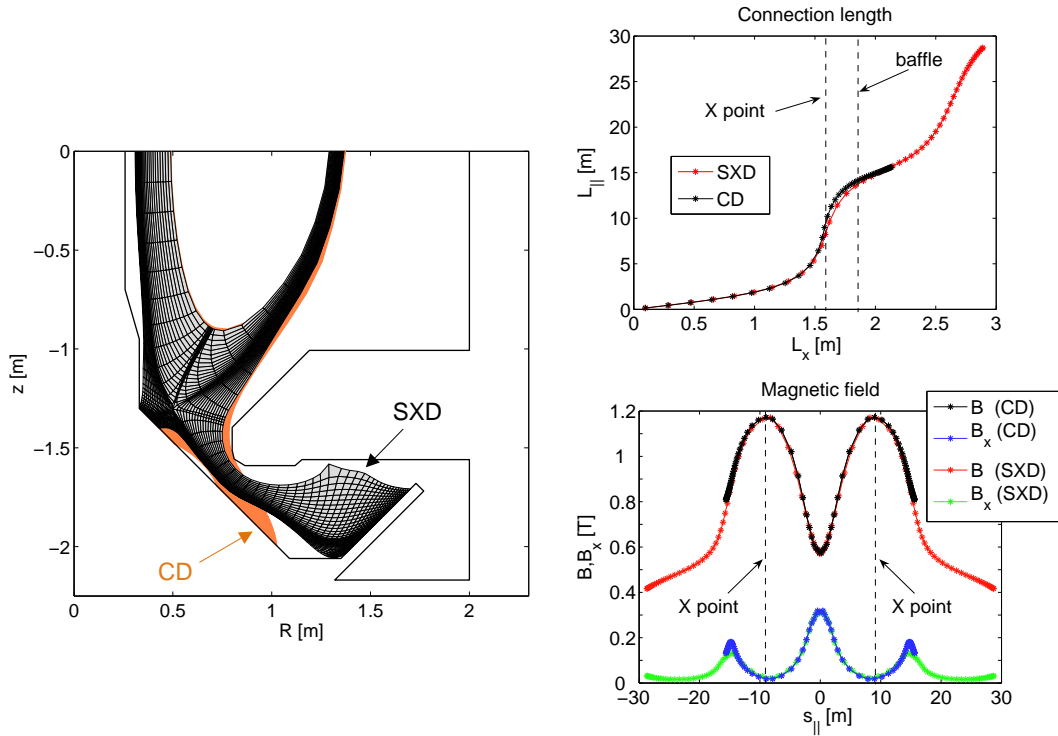 0
−0.5
−1
−1.5
−2
z [m]
0
0.5
1
1.5
2
R [m]
SXD
CD
Connection length
30
25
20
15
10
5
0
L|| [m]
0
0.5
1
1.5
2
2.5
3
Lx [m]
X point
baffle
SXD
CD
Magnetic field
1.2
1
0.8
0.6
0.4
0.2
0
B,Bx [T]
−30
−20
−10
0
10
20
30
s|| [m]
X point
X point
B (CD)
Bx (CD)
B (SXD)
Bx (SXD)